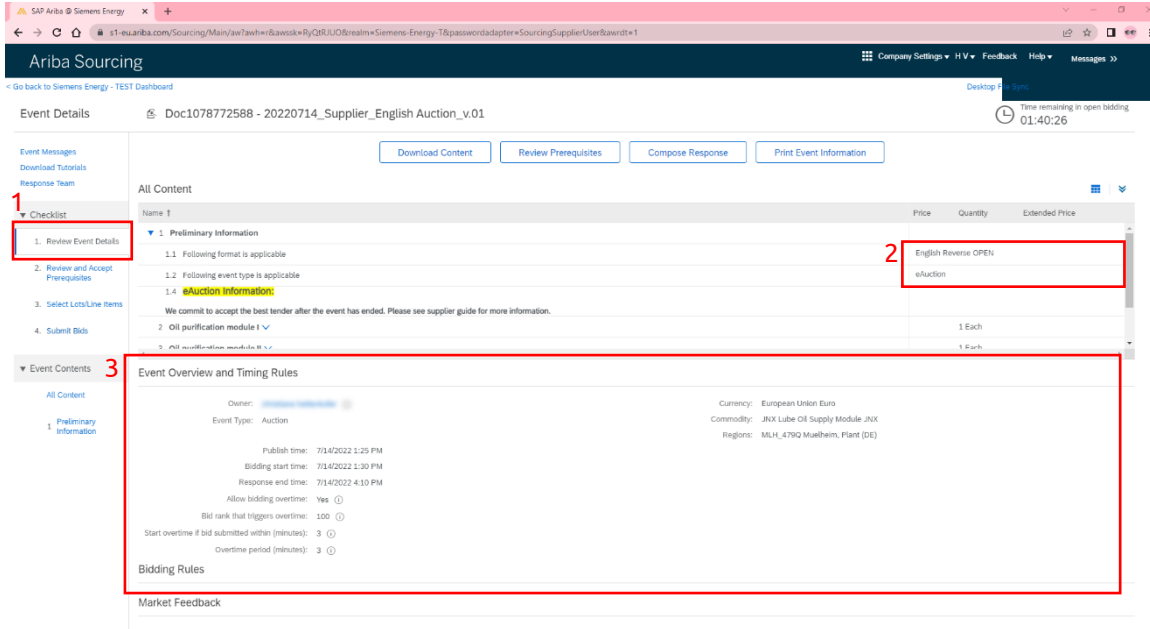 SAP Ariba @ Siemens Energy
s1-eu.ariba.com/Sourcing/Main/aw?awh=r&awssk=RyQtRJUO&realm=Siemens-Energy-T&passwordadapter=SourcingSupplierUser&awrdt=1
Ariba Sourcing
Company Settings H V Feedback Help Messages >>
< Go back to Siemens Energy - TEST Dashboard
Desktop File Sync
Event Details
Doc1078772588 - 20220714_Supplier_English Auction_v.01
Time remaining in open bidding
01:40:26
Event Messages
Download Tutorials
Response Team
Download Content Review Prerequisites Compose Response Print Event Information
All Content
1
Checklist
1. Review Event Details
2. Review and Accept
Prerequisites
3. Select Lots/Line Items
4. Submit Bids
Name ↑ Price Quantity Extended Price
1 Preliminary Information
1.1 Following format is applicable English Reverse OPEN
2
1.2 Following event type is applicable eAuction
1.4 eAuction Information:
We commit to accept the best tender after the event has ended. Please see supplier guide for more information.
2 Oil purification module I 1 Each
3 Oil purification module II 1 Each
Event Contents
All Content
1 Preliminary
Information
3
Event Overview and Timing Rules
Owner:
Event Type: Auction
Currency: European Union Euro
Commodity: JNX Lube Oil Supply Module JNX
Regions: MLH_479Q Muelheim, Plant (DE)
Publish time: 7/14/2022 1:25 PM
Bidding start time: 7/14/2022 1:30 PM
Response end time: 7/14/2022 4:10 PM
Allow bidding overtime: Yes
Bid rank that triggers overtime: 100
Start overtime if bid submitted within (minutes): 3
Overtime period (minutes): 3
Bidding Rules
Market Feedback